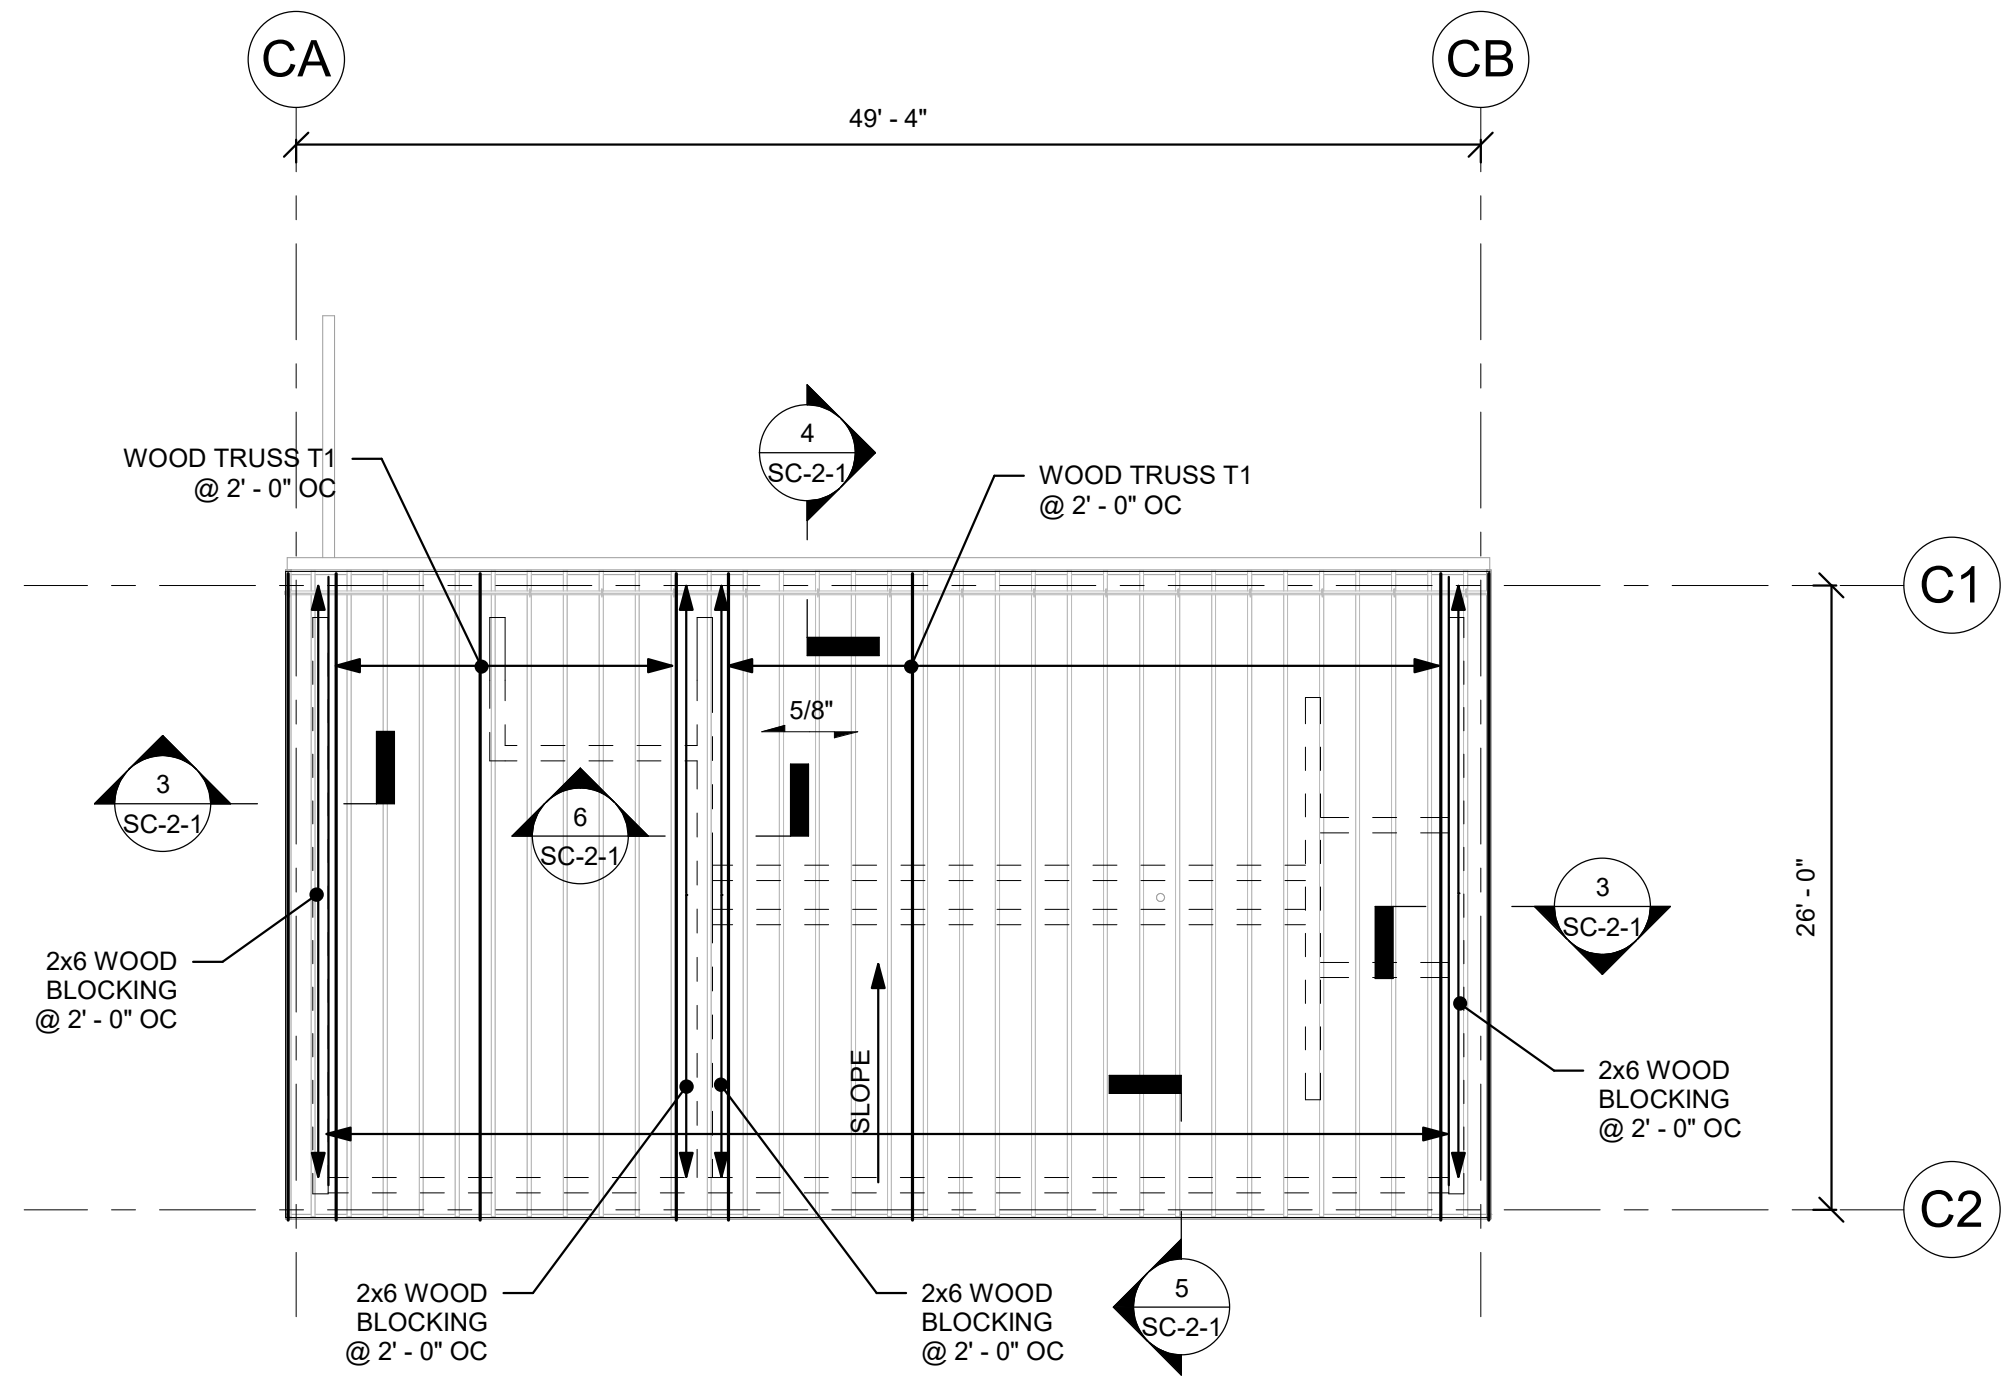 CA
CB
49' - 4"
4
SC-2-1
WOOD TRUSS T1
@ 2' - 0" OC
WOOD TRUSS T1
@ 2' - 0" OC
C1
5/8"
3
SC-2-1
6
SC-2-1
3
SC-2-1
26' - 0"
2x6 WOOD
BLOCKING
@ 2' - 0" OC
SLOPE
2x6 WOOD
BLOCKING
@ 2' - 0" OC
C2
2x6 WOOD
BLOCKING
@ 2' - 0" OC
2x6 WOOD
BLOCKING
@ 2' - 0" OC
5
SC-2-1